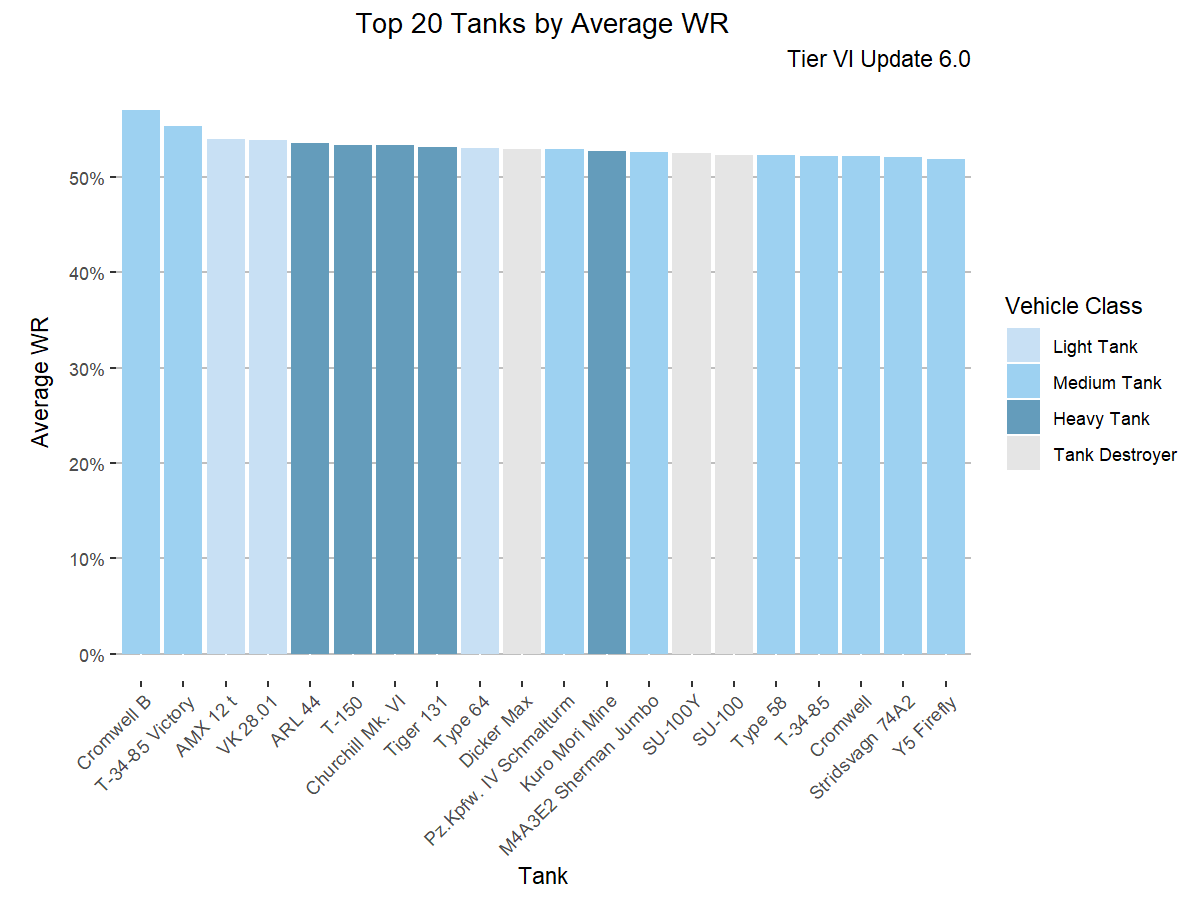 Top 20 Tanks by Average WR
Tier VI Update 6.0
Average WR
50%
40%
30%
20%
10%
0%
Cromwell B
T-34-85 Victory
AMX 12 t
VK 28.01
ARL 44
T-150
Churchill Mk. VI
Tiger 131
Type 64
Dicker Max
Pz.Kpfw. IV Schmalturm
Kuro Mori Mine
M4A3E2 Sherman Jumbo
SU-100Y
SU-100
Type 58
T-34-85
Cromwell
Stridsvagn 74A2
Y5 Firefly
Tank
Vehicle Class
Light Tank
Medium Tank
Heavy Tank
Tank Destroyer